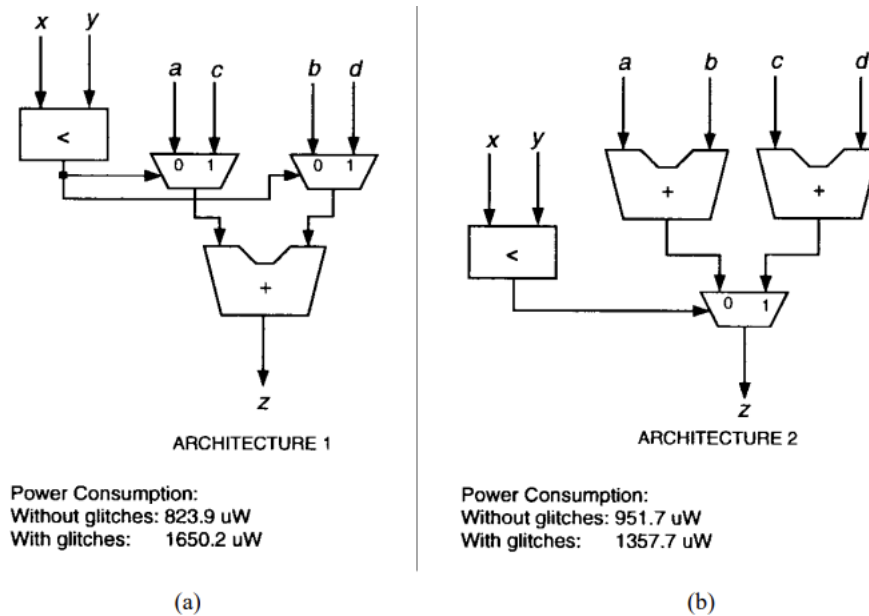 x y
a c b d
<
0 1 0 1
+
z
ARCHITECTURE 1
Power Consumption:
Without glitches: 823.9 uW
With glitches: 1650.2 uW
(a)
a b c d
x y
+ +
<
0 1
z
ARCHITECTURE 2
Power Consumption:
Without glitches: 951.7 uW
With glitches: 1357.7 uW
(b)